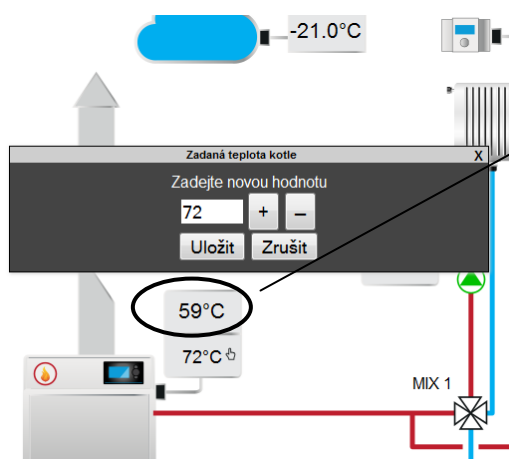 -21.0°C
Zadaná teplota kotle X
Zadejte novou hodnotu
72 + –
Uložit Zrušit
59°C
72°C
MIX 1